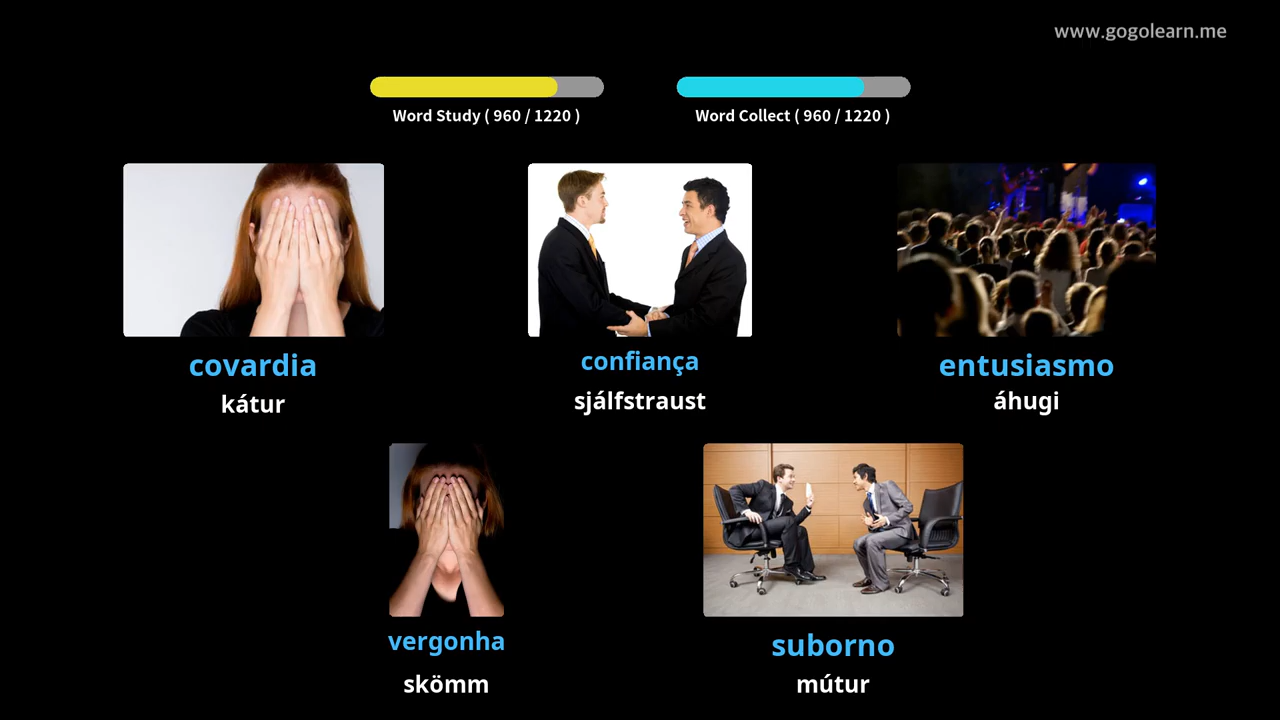 www.gogolearn.me
Word Study ( 960 / 1220 )
Word Collect ( 960 / 1220 )
covardia
kátur
confiança
sjálfstraust
entusiasmo
áhugi
vergonha
skömm
suborno
mútur